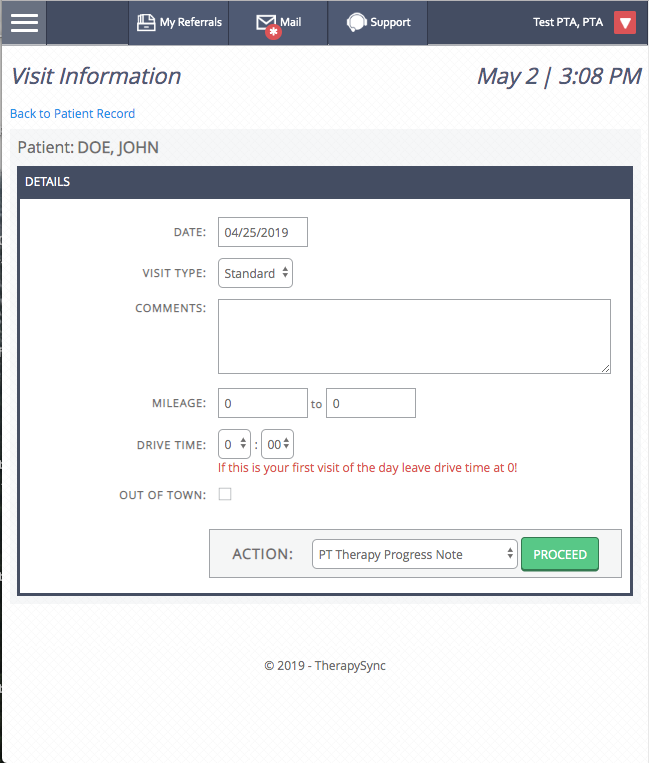 My Referrals Mail Support Test PTA, PTA
Visit Information May 2 | 3:08 PM
Back to Patient Record
Patient: DOE, JOHN
DETAILS
DATE: 04/25/2019
VISIT TYPE: Standard
COMMENTS:
MILEAGE: 0 to 0
DRIVE TIME: 0 : 00
If this is your first visit of the day leave drive time at 0!
OUT OF TOWN:
ACTION: PT Therapy Progress Note PROCEED
© 2019 - TherapySync